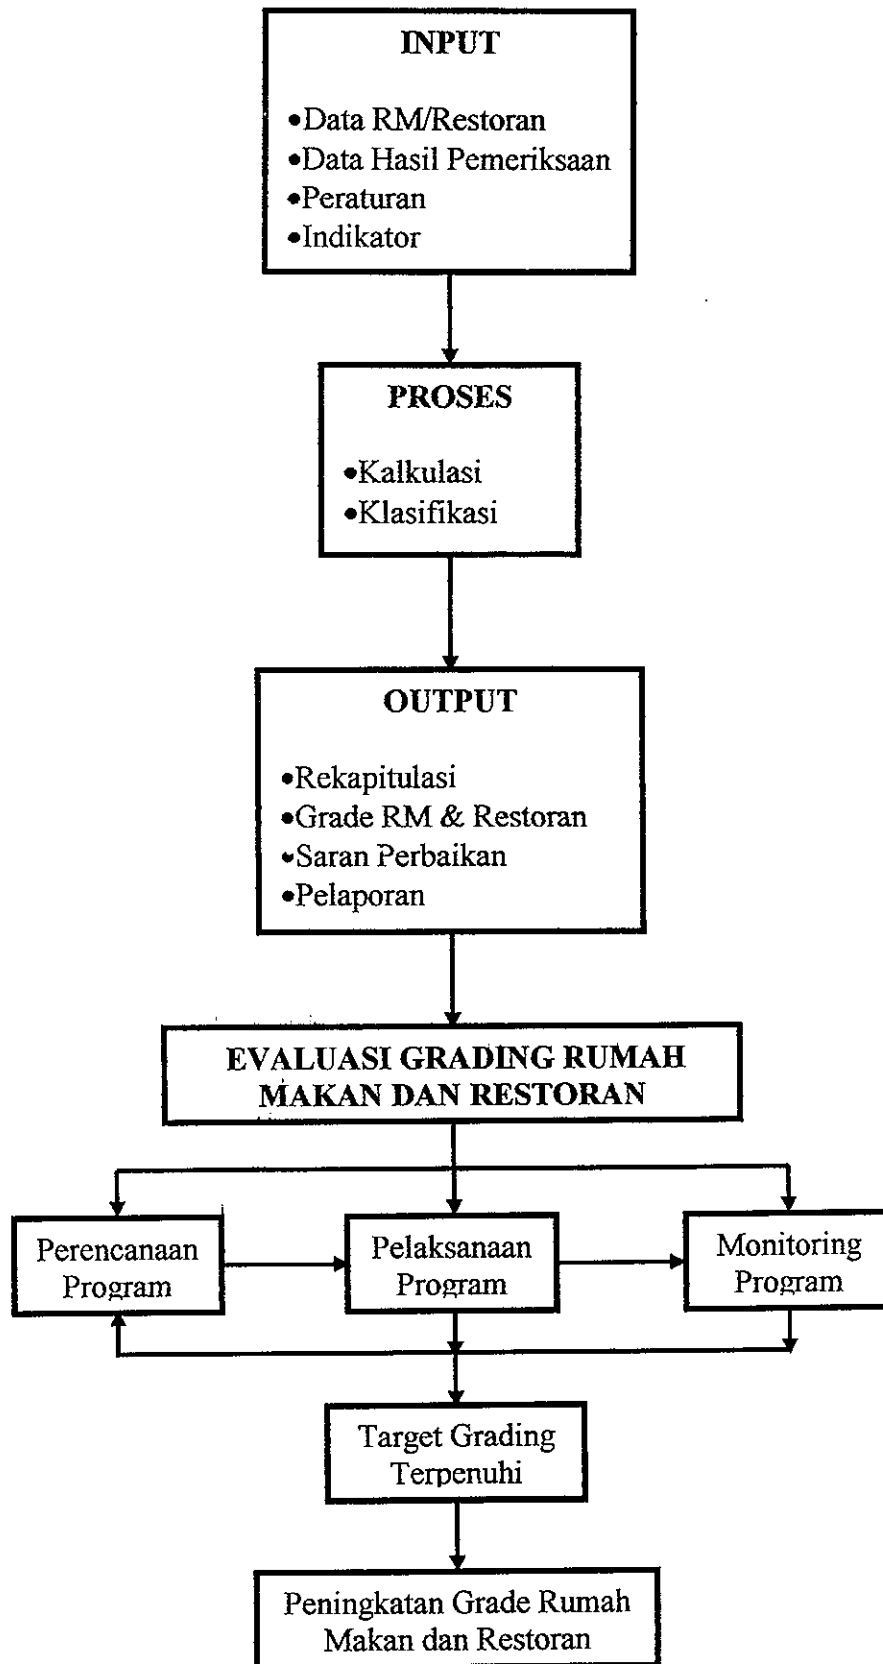 INPUT
•Data RM/Restoran
•Data Hasil Pemeriksaan
•Peraturan
•Indikator
PROSES
•Kalkulasi
•Klasifikasi
OUTPUT
•Rekapitulasi
•Grade RM & Restoran
•Saran Perbaikan
•Pelaporan
EVALUASI GRADING RUMAH
MAKAN DAN RESTORAN
Perencanaan
Program
Pelaksanaan
Program
Monitoring
Program
Target Grading
Terpenuhi
Peningkatan Grade Rumah
Makan dan Restoran